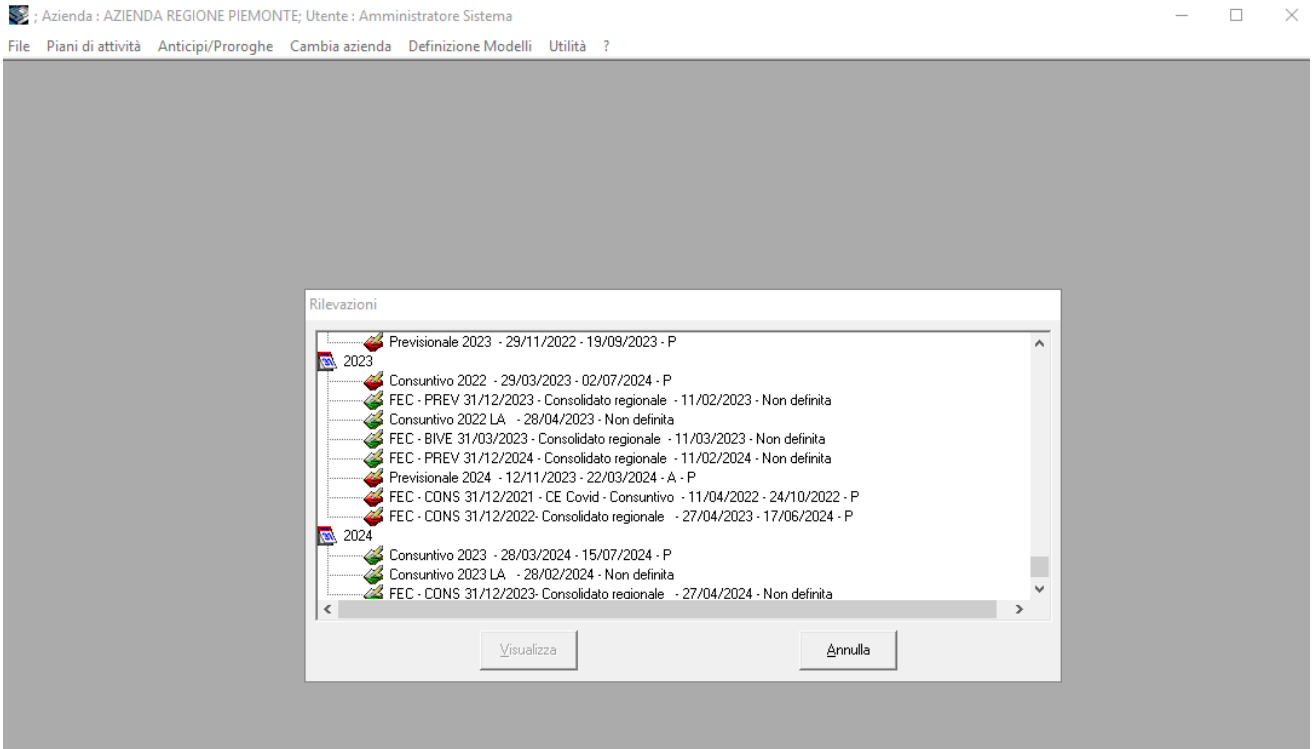 ; Azienda : AZIENDA REGIONE PIEMONTE; Utente : Amministratore Sistema
File Piani di attività Anticipi/Proroghe Cambia azienda Definizione Modelli Utilità ?
Rilevazioni
Previsionale 2023 - 29/11/2022 - 19/09/2023 - P
2023
Consuntivo 2022 - 29/03/2023 - 02/07/2024 - P
FEC - PREV 31/12/2023 - Consolidato regionale - 11/02/2023 - Non definita
Consuntivo 2022 LA - 28/04/2023 - Non definita
FEC - BIVE 31/03/2023 - Consolidato regionale - 11/03/2023 - Non definita
FEC - PREV 31/12/2024 - Consolidato regionale - 11/02/2024 - Non definita
Previsionale 2024 - 12/11/2023 - 22/03/2024 - A - P
FEC - CONS 31/12/2021 - CE Covid - Consuntivo - 11/04/2022 - 24/10/2022 - P
FEC - CONS 31/12/2022- Consolidato regionale - 27/04/2023 - 17/06/2024 - P
2024
Consuntivo 2023 - 28/03/2024 - 15/07/2024 - P
Consuntivo 2023 LA - 28/02/2024 - Non definita
FEC - CONS 31/12/2023- Consolidato regionale - 27/04/2024 - Non definita
Visualizza Annulla